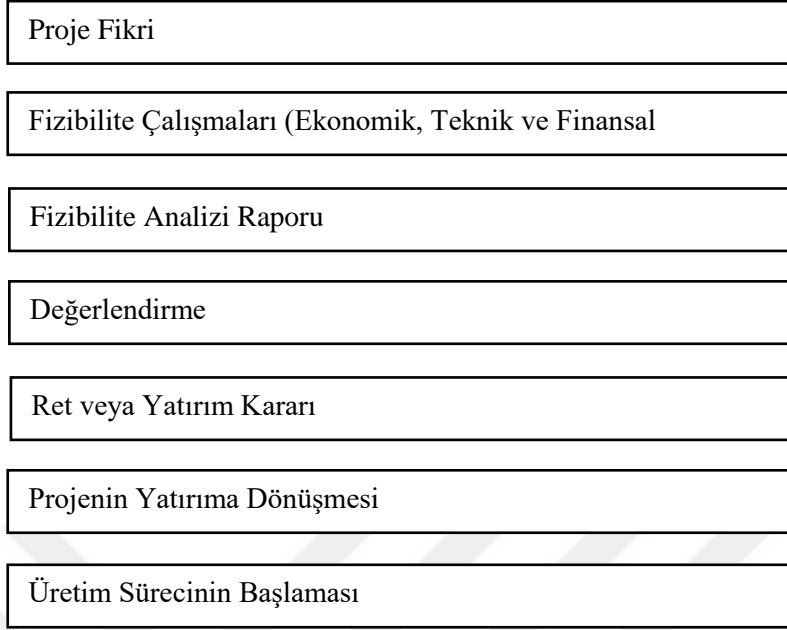 Proje Fikri
Fizibilite Çalışmaları (Ekonomik, Teknik ve Finansal
Fizibilite Analizi Raporu
Değerlendirme
Ret veya Yatırım Kararı
Projenin Yatırıma Dönüşmesi
Üretim Sürecinin Başlaması